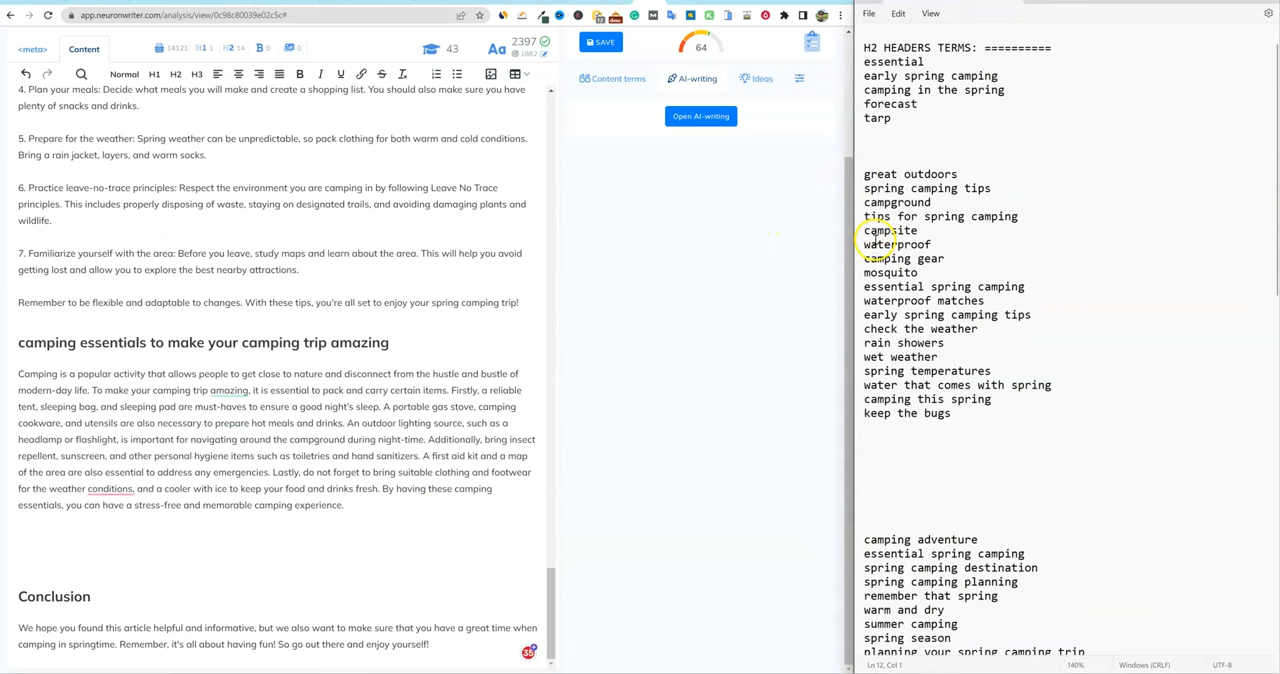 app.neuronwriter.com/analysis/view/0c98c80039e02c5c#
<meta>
Content
14123
H1 1
H2 14
B 0
0
43
Aa
2397
1882
SAVE
64
Normal H1 H2 H3
Content terms
AI-writing
Ideas
Open AI-writing
4. Plan your meals: Decide what meals you will make and create a shopping list. You should also make sure you have
plenty of snacks and drinks.
5. Prepare for the weather: Spring weather can be unpredictable, so pack clothing for both warm and cold conditions.
Bring a rain jacket, layers, and warm socks.
6. Practice leave-no-trace principles: Respect the environment you are camping in by following Leave No Trace
principles. This includes properly disposing of waste, staying on designated trails, and avoiding damaging plants and
wildlife.
7. Familiarize yourself with the area: Before you leave, study maps and learn about the area. This will help you avoid
getting lost and allow you to explore the best nearby attractions.
Remember to be flexible and adaptable to changes. With these tips, you're all set to enjoy your spring camping trip!
camping essentials to make your camping trip amazing
Camping is a popular activity that allows people to get close to nature and disconnect from the hustle and bustle of
modern-day life. To make your camping trip amazing, it is essential to pack and carry certain items. Firstly, a reliable
tent, sleeping bag, and sleeping pad are must-haves to ensure a good night's sleep. A portable gas stove, camping
cookware, and utensils are also necessary to prepare hot meals and drinks. An outdoor lighting source, such as a
headlamp or flashlight, is important for navigating around the campground during night-time. Additionally, bring insect
repellent, sunscreen, and other personal hygiene items such as toiletries and hand sanitizers. A first aid kit and a map
of the area are also essential to address any emergencies. Lastly, do not forget to bring suitable clothing and footwear
for the weather conditions, and a cooler with ice to keep your food and drinks fresh. By having these camping
essentials, you can have a stress-free and memorable camping experience.
Conclusion
We hope you found this article helpful and informative, but we also want to make sure that you have a great time when
camping in springtime. Remember, it's all about having fun! So go out there and enjoy yourself!
35
File Edit View
H2 HEADERS TERMS: ==========
essential
early spring camping
camping in the spring
forecast
tarp
great outdoors
spring camping tips
campground
tips for spring camping
campsite
waterproof
camping gear
mosquito
essential spring camping
waterproof matches
early spring camping tips
check the weather
rain showers
wet weather
spring temperatures
water that comes with spring
camping this spring
keep the bugs
camping adventure
essential spring camping
spring camping destination
spring camping planning
remember that spring
warm and dry
summer camping
spring season
planning your spring camping trip
Ln 12, Col 1
140%
Windows (CRLF)
UTF-8